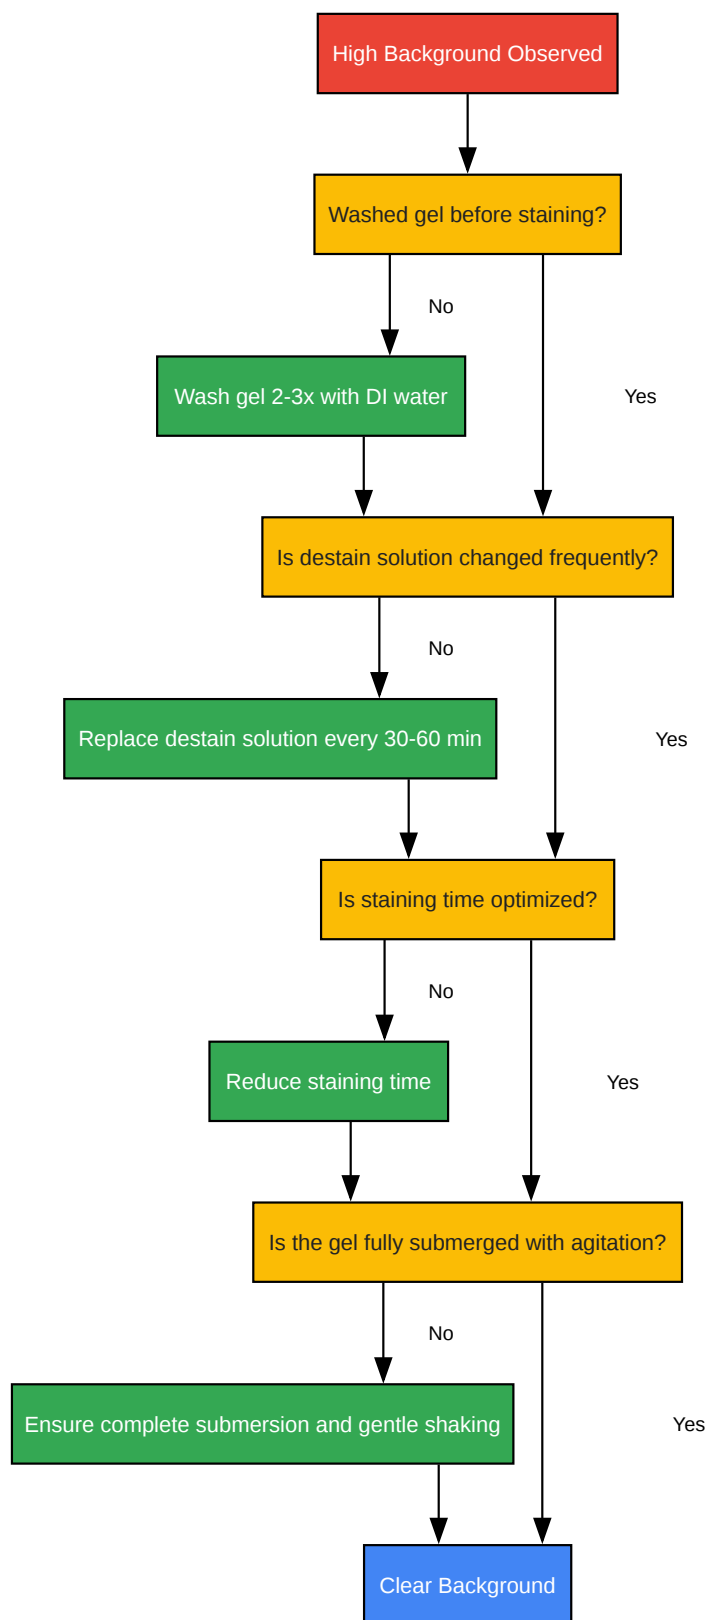 High Background Observed
Washed gel before staining?
No
Wash gel 2-3x with DI water
Yes
Is destain solution changed frequently?
No
Replace destain solution every 30-60 min
Yes
Is staining time optimized?
No
Reduce staining time
Yes
Is the gel fully submerged with agitation?
No
Ensure complete submersion and gentle shaking
Yes
Clear Background